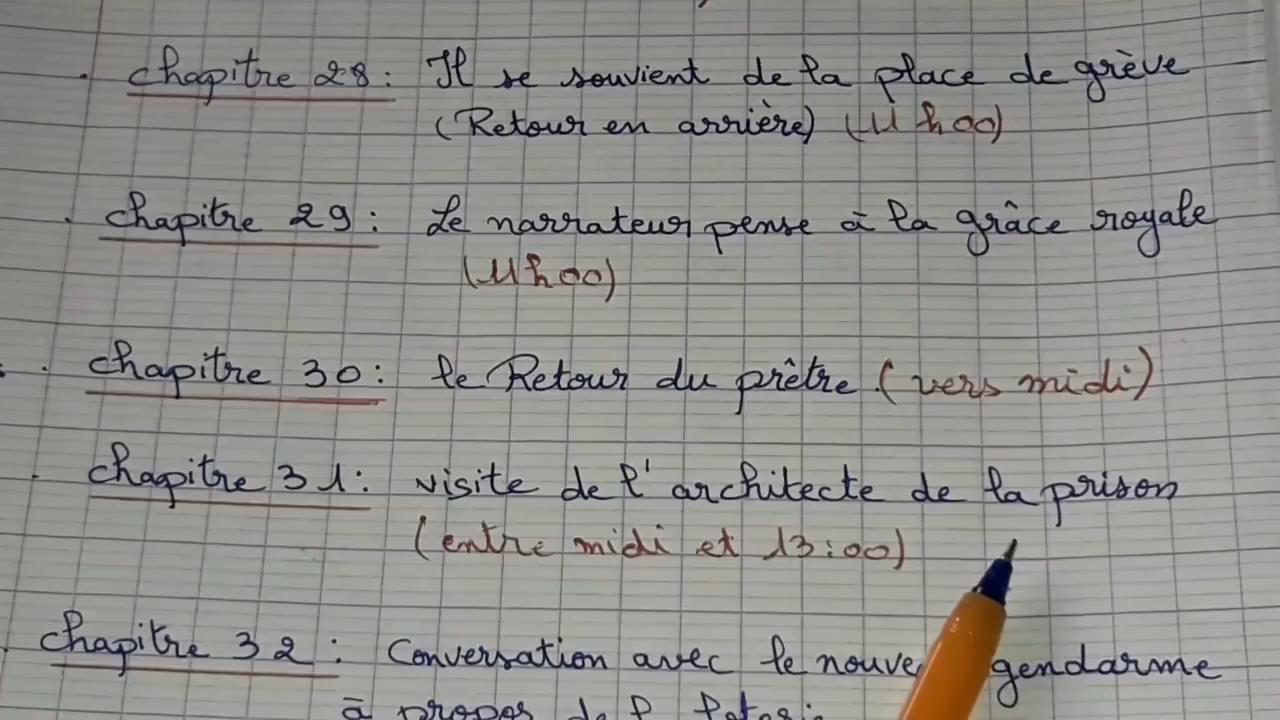 . Chapitre 28: Il se souvient de la place de grève
(Retour en arrière) (11h00)
. Chapitre 29: Le narrateur pense à la grâce royale
(11h00)
. Chapitre 30: le Retour du prêtre. (vers midi)
. Chapitre 31: visite de l'architecte de la prison
(entre midi et 13:00)
. Chapitre 32: Conversation avec le gendarme
à propos de